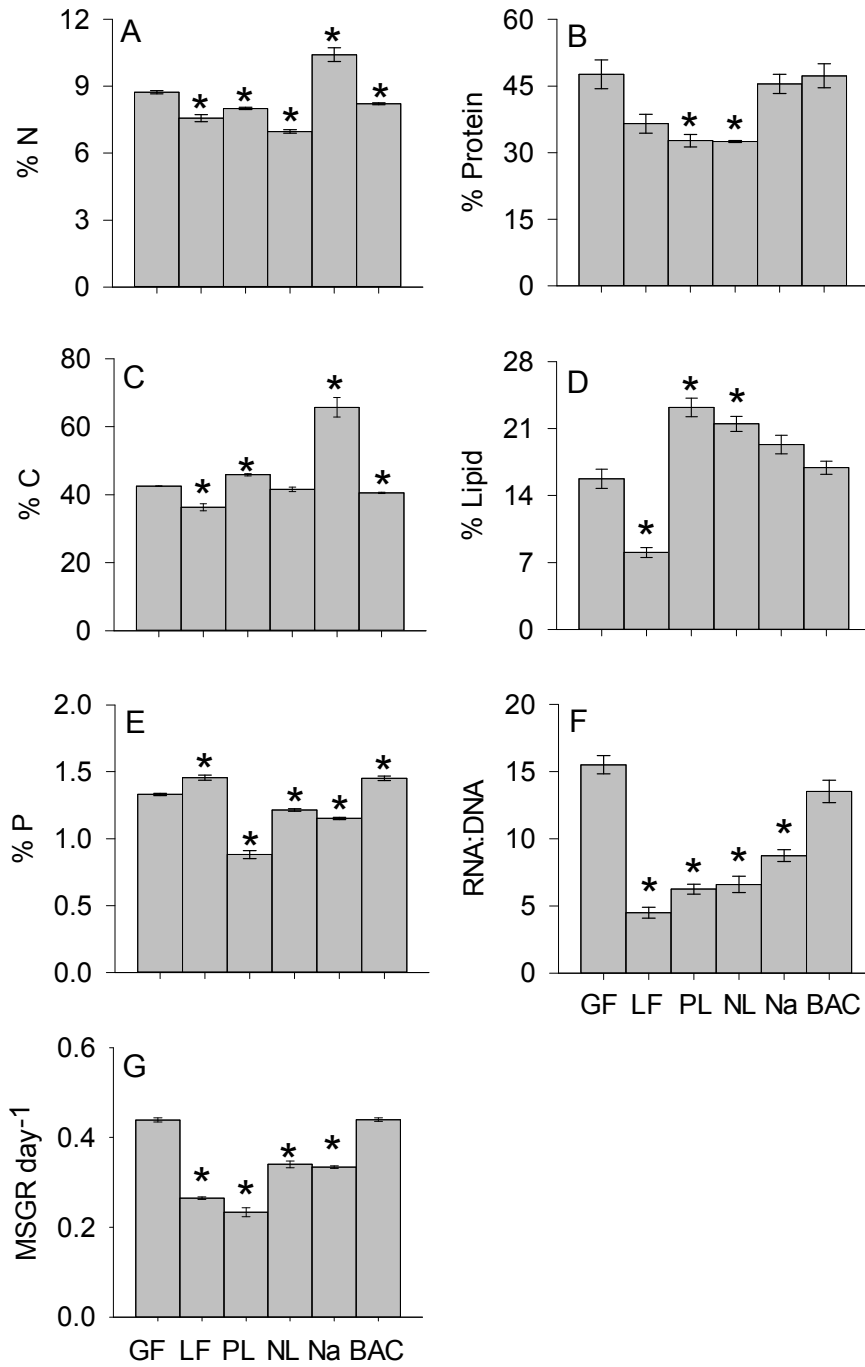 A
% N
12
9
6
3
0
* * * * *
B
% Protein
60
45
30
15
0
* *
C
% C
80
60
40
20
0
* * * *
D
% Lipid
28
21
14
7
0
* * *
E
% P
2.0
1.5
1.0
0.5
0.0
* * * * *
F
RNA:DNA
20
15
10
5
0
* * * *
GF LF PL NL Na BAC
G
MSGR day-1
0.6
0.4
0.2
0.0
* * * *
GF LF PL NL Na BAC